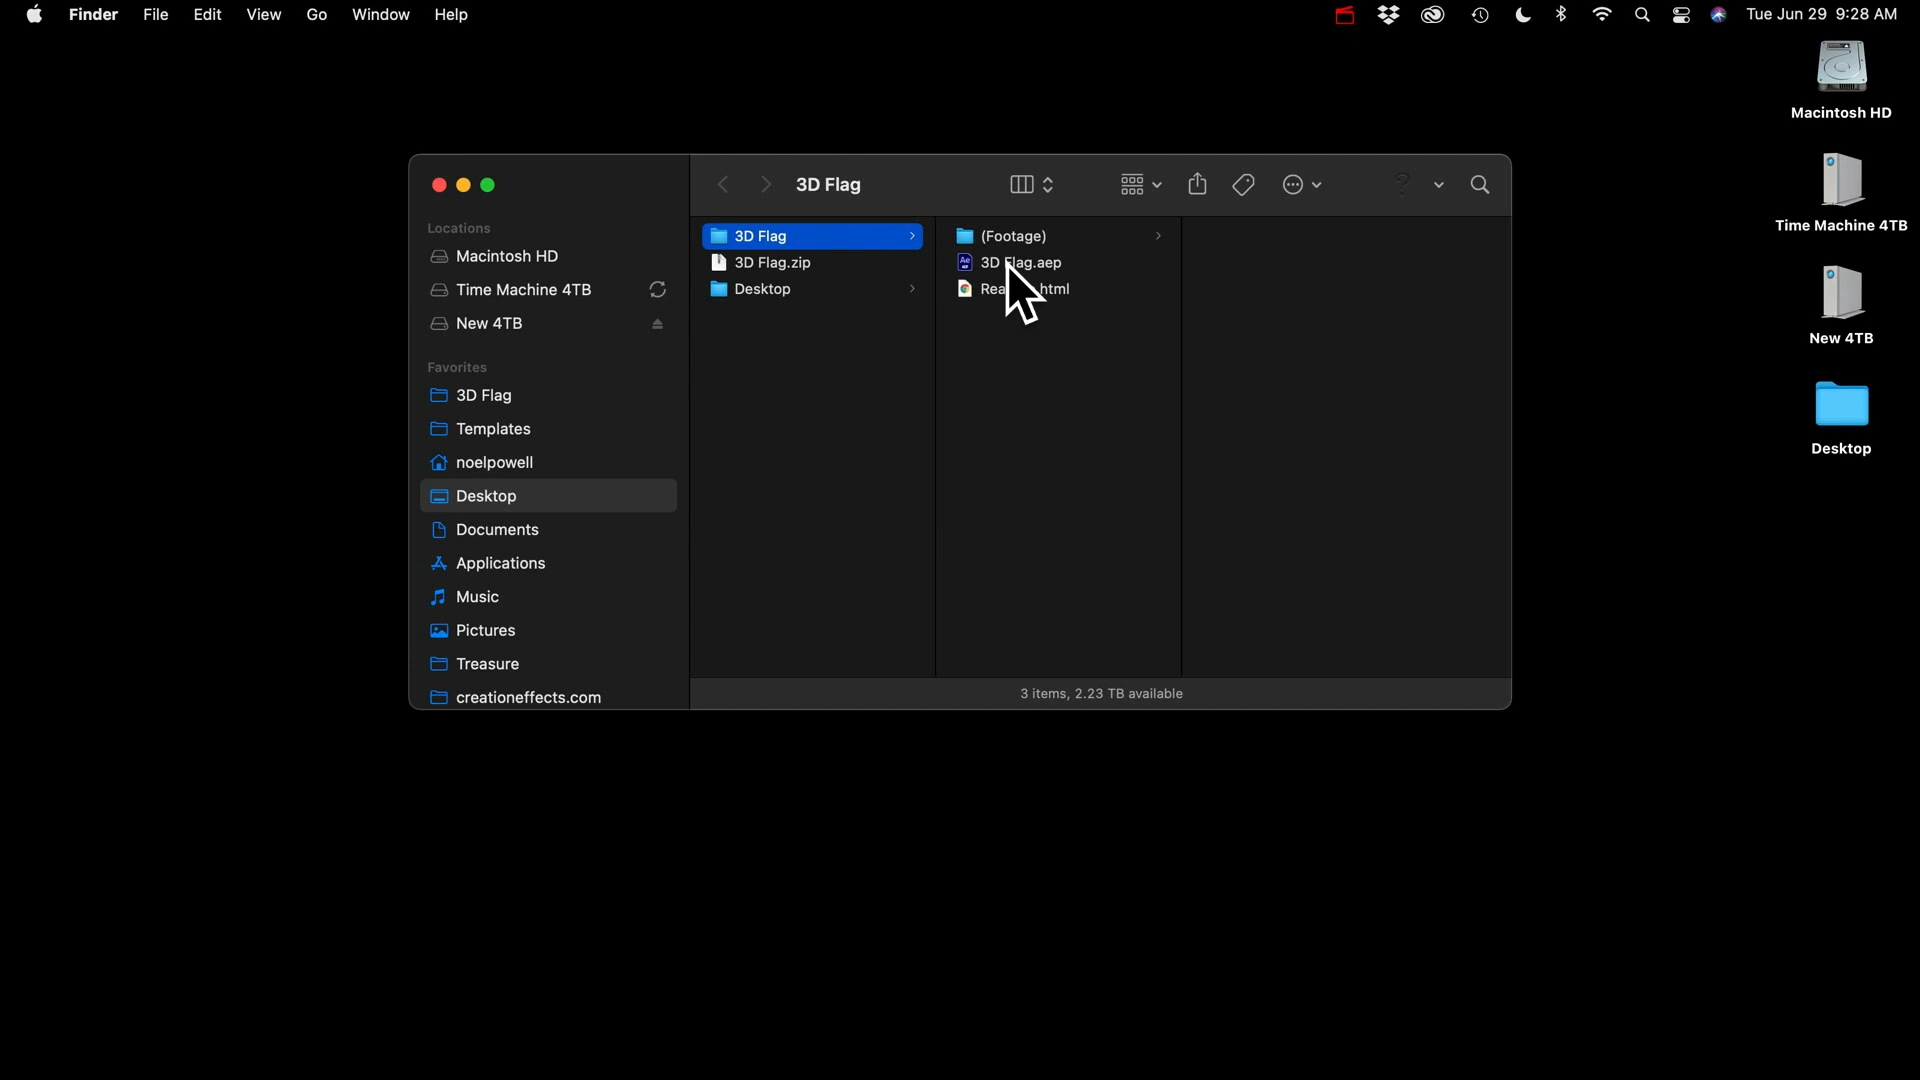 Finder File Edit View Go Window Help Tue Jun 29 9:28 AM
Macintosh HD
Time Machine 4TB
New 4TB
Desktop
3D Flag
Locations
Macintosh HD
Time Machine 4TB
New 4TB
Favorites
3D Flag
Templates
noelpowell
Desktop
Documents
Applications
Music
Pictures
Treasure
creationeffects.com
3D Flag
3D Flag.zip
Desktop
(Footage)
3D Flag.aep
html
3 items, 2.23 TB available